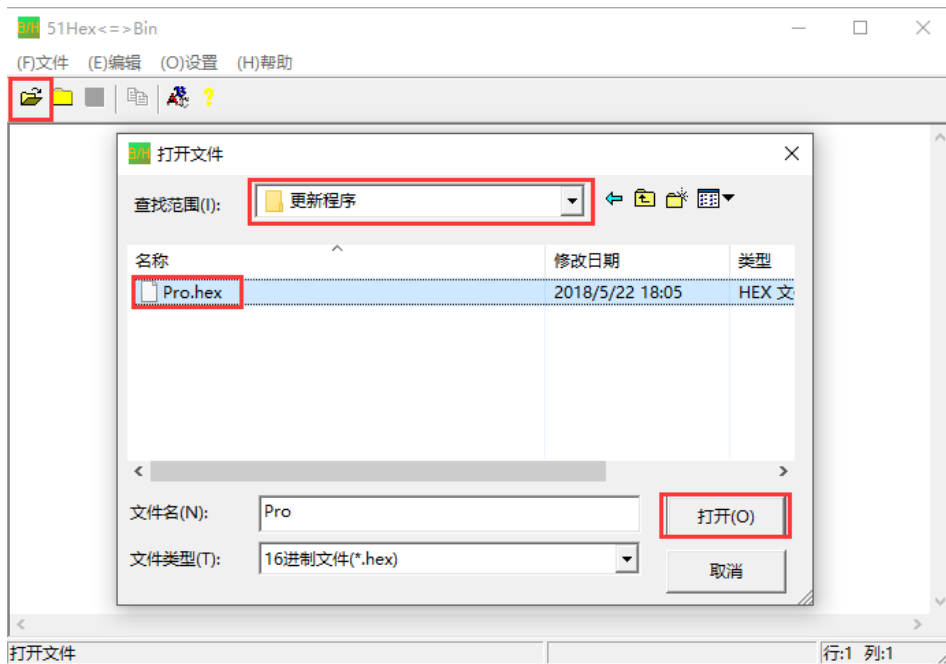 B/H 51Hex<=>Bin
(F)文件 (E)编辑 (O)设置 (H)帮助
B/H 打开文件
查找范围(I): 更新程序
名称 修改日期 类型
Pro.hex 2018/5/22 18:05 HEX 文
文件名(N): Pro 打开(O)
文件类型(T): 16进制文件(*.hex) 取消
打开文件 行:1 列:1